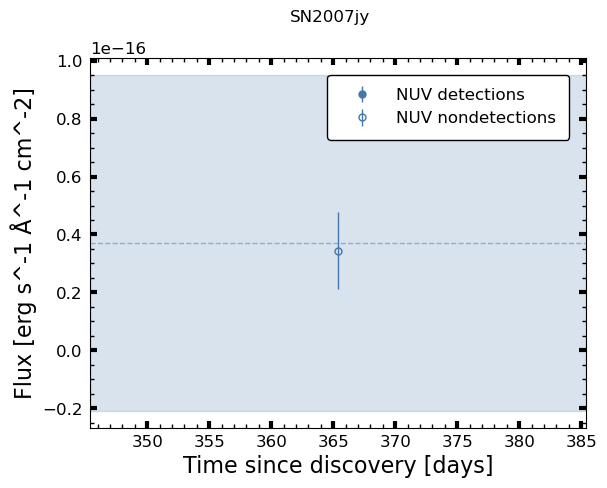 SN2007jy
1e−16
1.0
0.8
0.6
0.4
0.2
0.0
−0.2
Flux [erg s^-1 Å^-1 cm^-2]
NUV detections
NUV nondetections
350 355 360 365 370 375 380 385
Time since discovery [days]